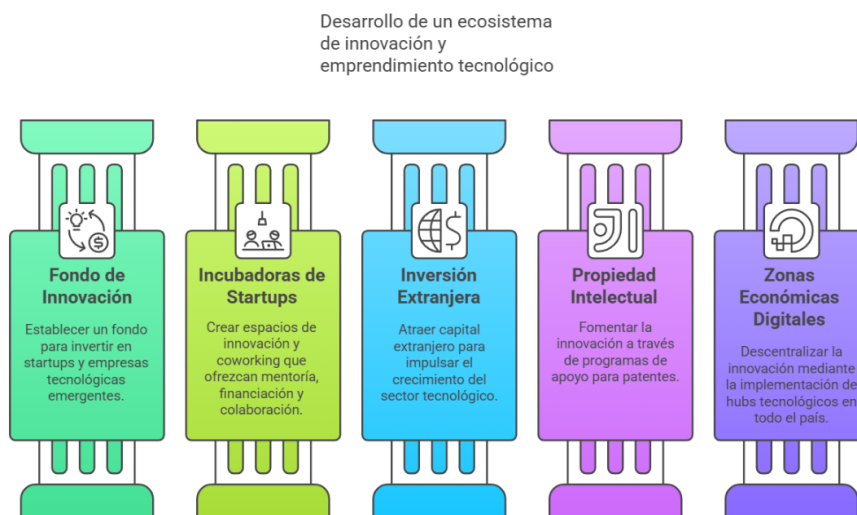 Desarrollo de un ecosistema
de innovación y
emprendimiento tecnológico
Fondo de
Innovación
Establecer un fondo
para invertir en
startups y empresas
tecnológicas
emergentes.
Incubadoras de
Startups
Crear espacios de
innovación y
coworking que
ofrezcan mentoría,
financiación y
colaboración.
Inversión
Extranjera
Atraer capital
extranjero para
impulsar el
crecimiento del
sector tecnológico.
Propiedad
Intelectual
Fomentar la
innovación a través
de programas de
apoyo para patentes.
Zonas
Económicas
Digitales
Descentralizar la
innovación mediante
la implementación de
hubs tecnológicos en
todo el país.